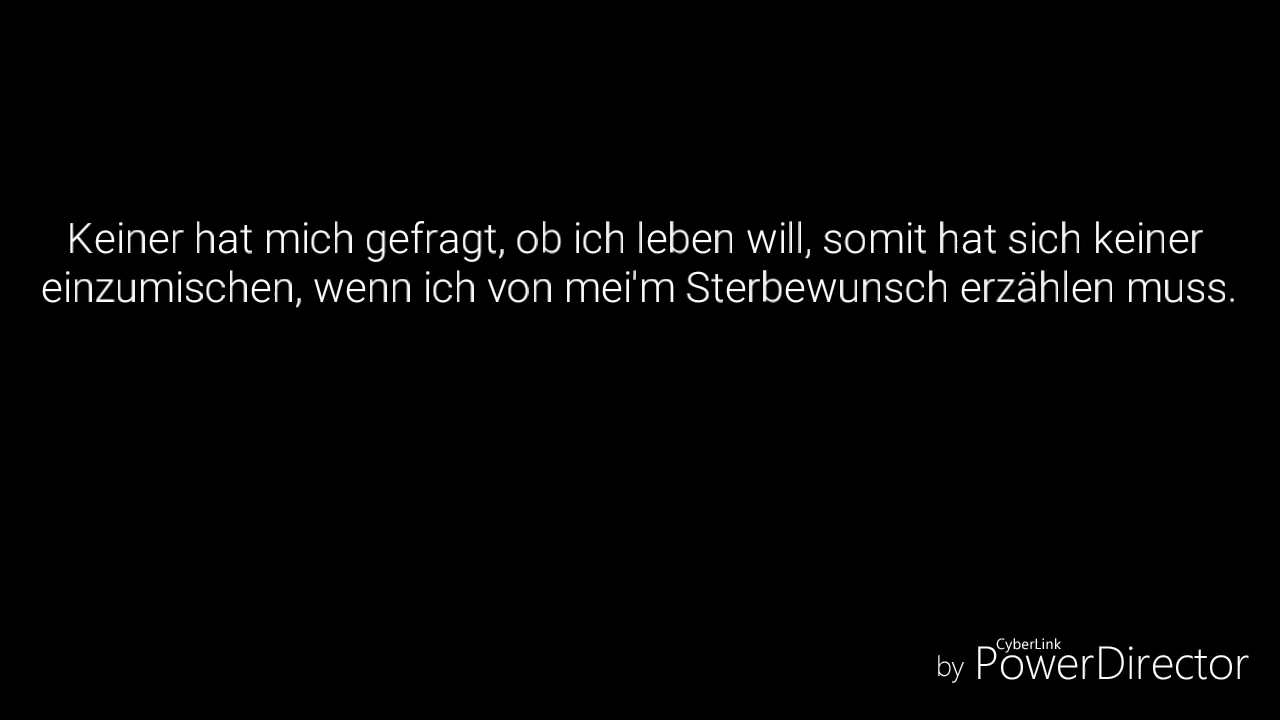 Keiner hat mich gefragt, ob ich leben will, somit hat sich keiner
einzumischen, wenn ich von mei'm Sterbewunsch erzählen muss.
CyberLink
by PowerDirector